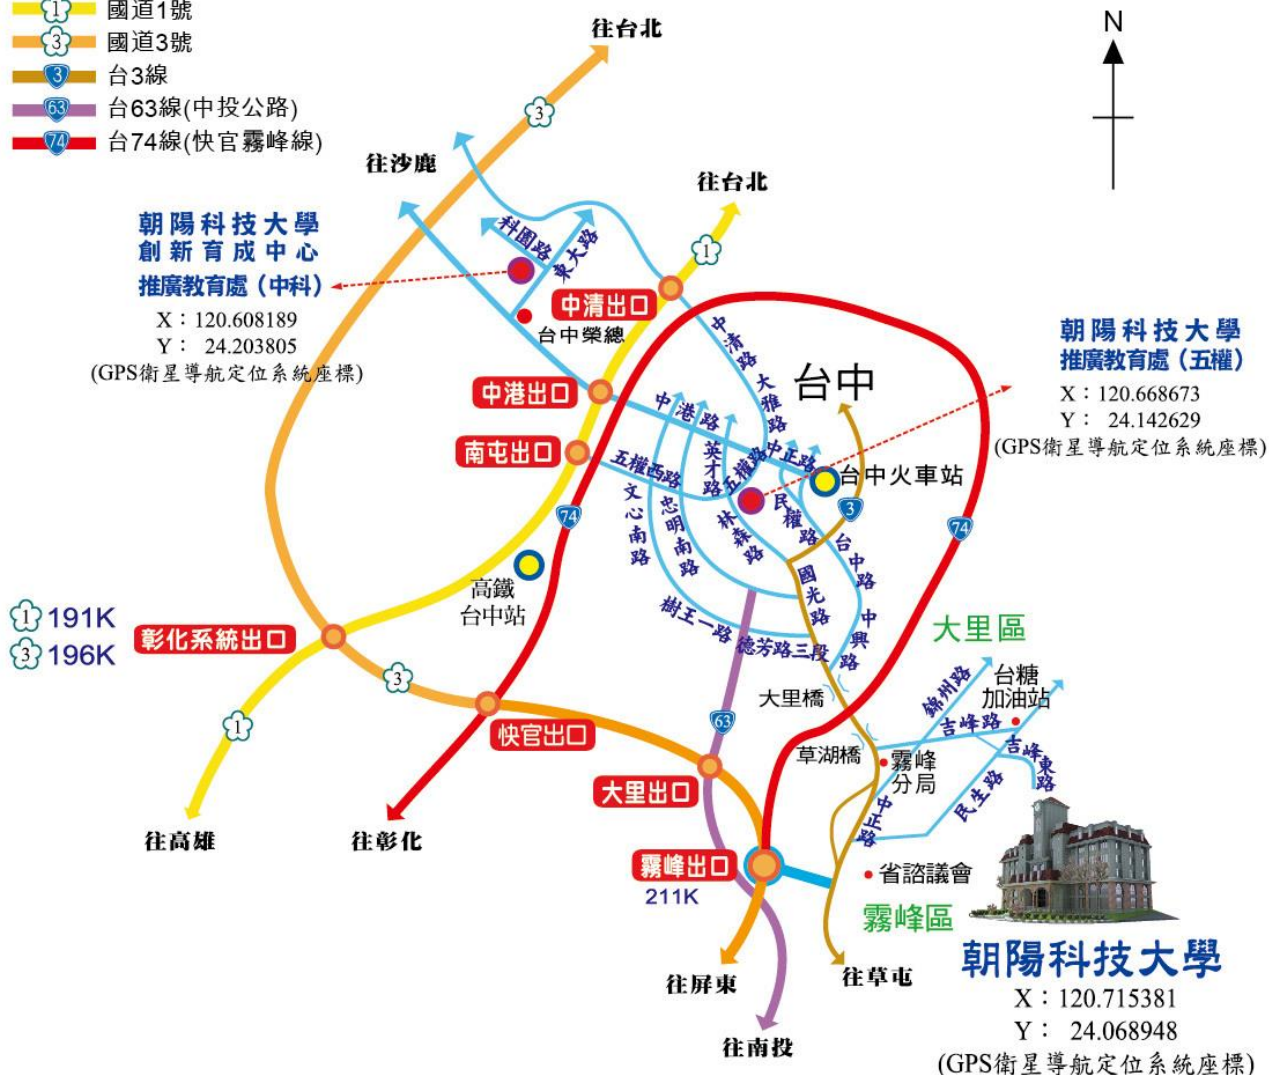 1 國道1號
3 國道3號
3 台3線
63 台63線(中投公路)
74 台74線(快官霧峰線)
往台北
N
3
往沙鹿
往台北
朝陽科技大學
創新育成中心
推廣教育處（中科）
X：120.608189
Y： 24.203805
(GPS衛星導航定位系統座標)
科園路
東大路
1
中清出口
台中榮總
中清路
大雅路
台中
朝陽科技大學
推廣教育處（五權）
X：120.668673
Y： 24.142629
(GPS衛星導航定位系統座標)
中港出口
中港路
南屯出口
五權西路
英才路
五權路
中正路
台中火車站
文心南路
忠明南路
林森路
民權路
3
74
74
台中路
高鐵
台中站
國光路
中興路
樹王一路
德芳路三段
1 191K
3 196K
彰化系統出口
大里區
3
1
大里橋
錦州路
台糖
加油站
63
快官出口
吉峰路
吉峰東路
草湖橋
霧峰
分局
大里出口
民生路
中正路
往高雄
往彰化
霧峰出口
211K
省諮議會
霧峰區
往屏東
往草屯
往南投
朝陽科技大學
X：120.715381
Y： 24.068948
(GPS衛星導航定位系統座標)